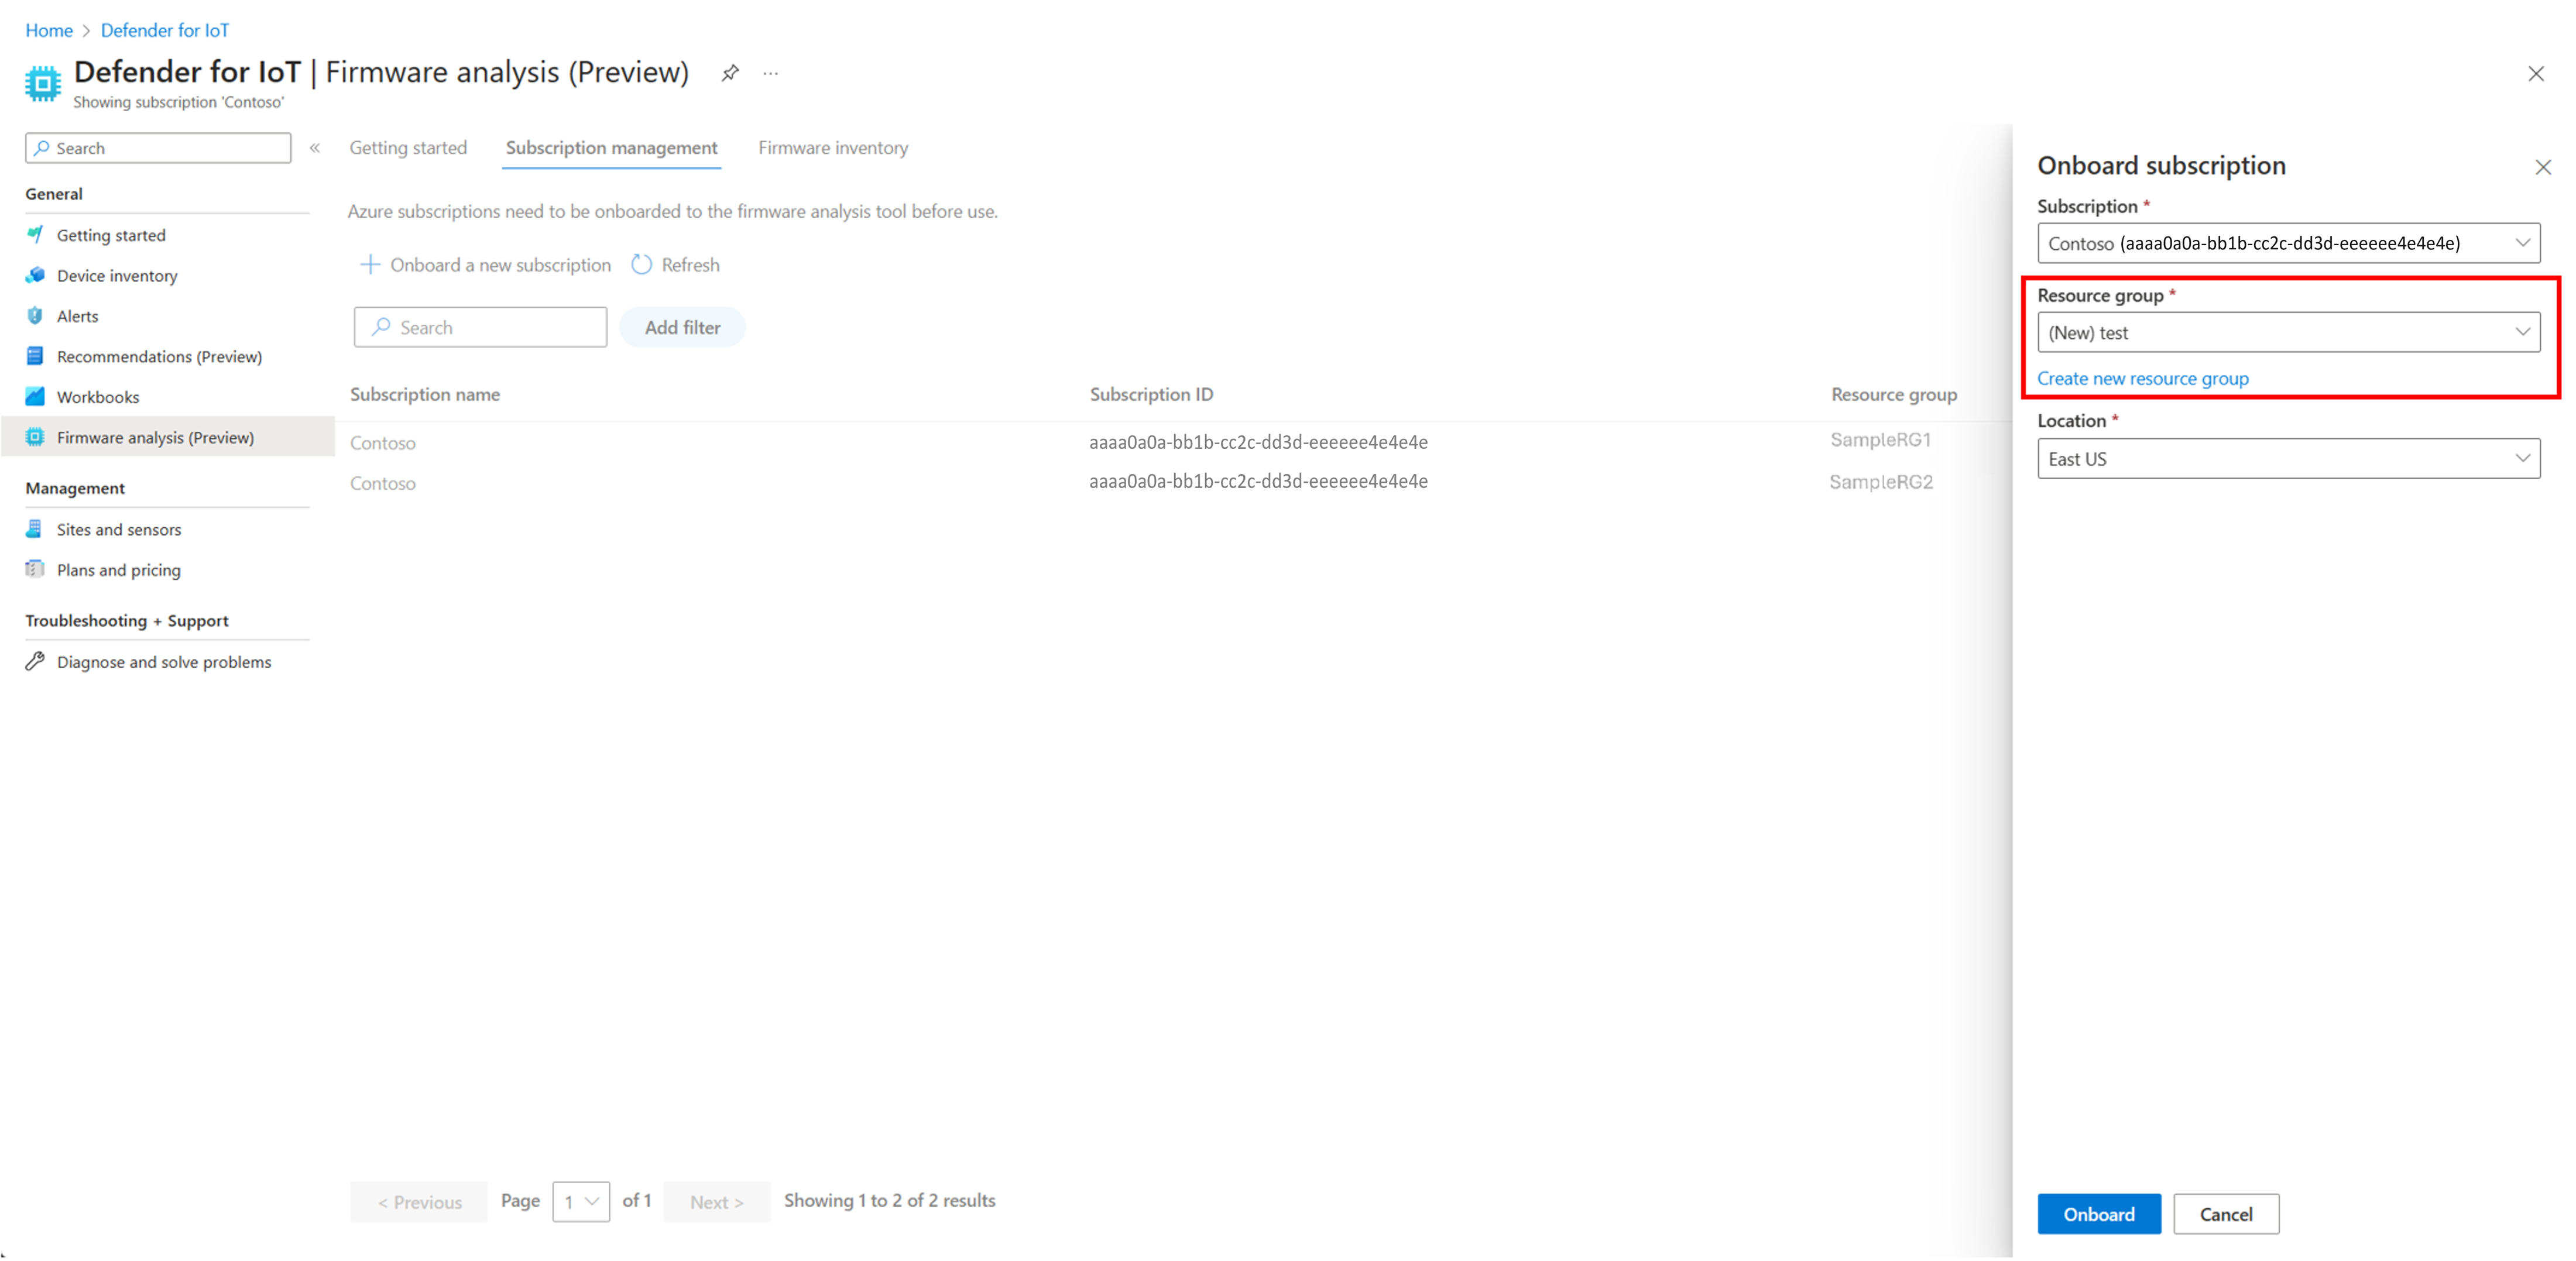 Home > Defender for IoT
Defender for IoT | Firmware analysis (Preview) ...
Showing subscription 'Contoso'
Search «
General
Getting started
Device inventory
Alerts
Recommendations (Preview)
Workbooks
Firmware analysis (Preview)
Management
Sites and sensors
Plans and pricing
Troubleshooting + Support
Diagnose and solve problems
Getting started Subscription management Firmware inventory
Azure subscriptions need to be onboarded to the firmware analysis tool before use.
Onboard a new subscription Refresh
Search Add filter
Subscription name Subscription ID Resource group
Contoso aaaa0a0a-bb1b-cc2c-dd3d-eeeeee4e4e4e SampleRG1
Contoso aaaa0a0a-bb1b-cc2c-dd3d-eeeeee4e4e4e SampleRG2
< Previous Page 1 of 1 Next > Showing 1 to 2 of 2 results
Onboard subscription
Subscription *
Contoso (aaaa0a0a-bb1b-cc2c-dd3d-eeeeee4e4e4e)
Resource group *
(New) test
Create new resource group
Location *
East US
Onboard Cancel